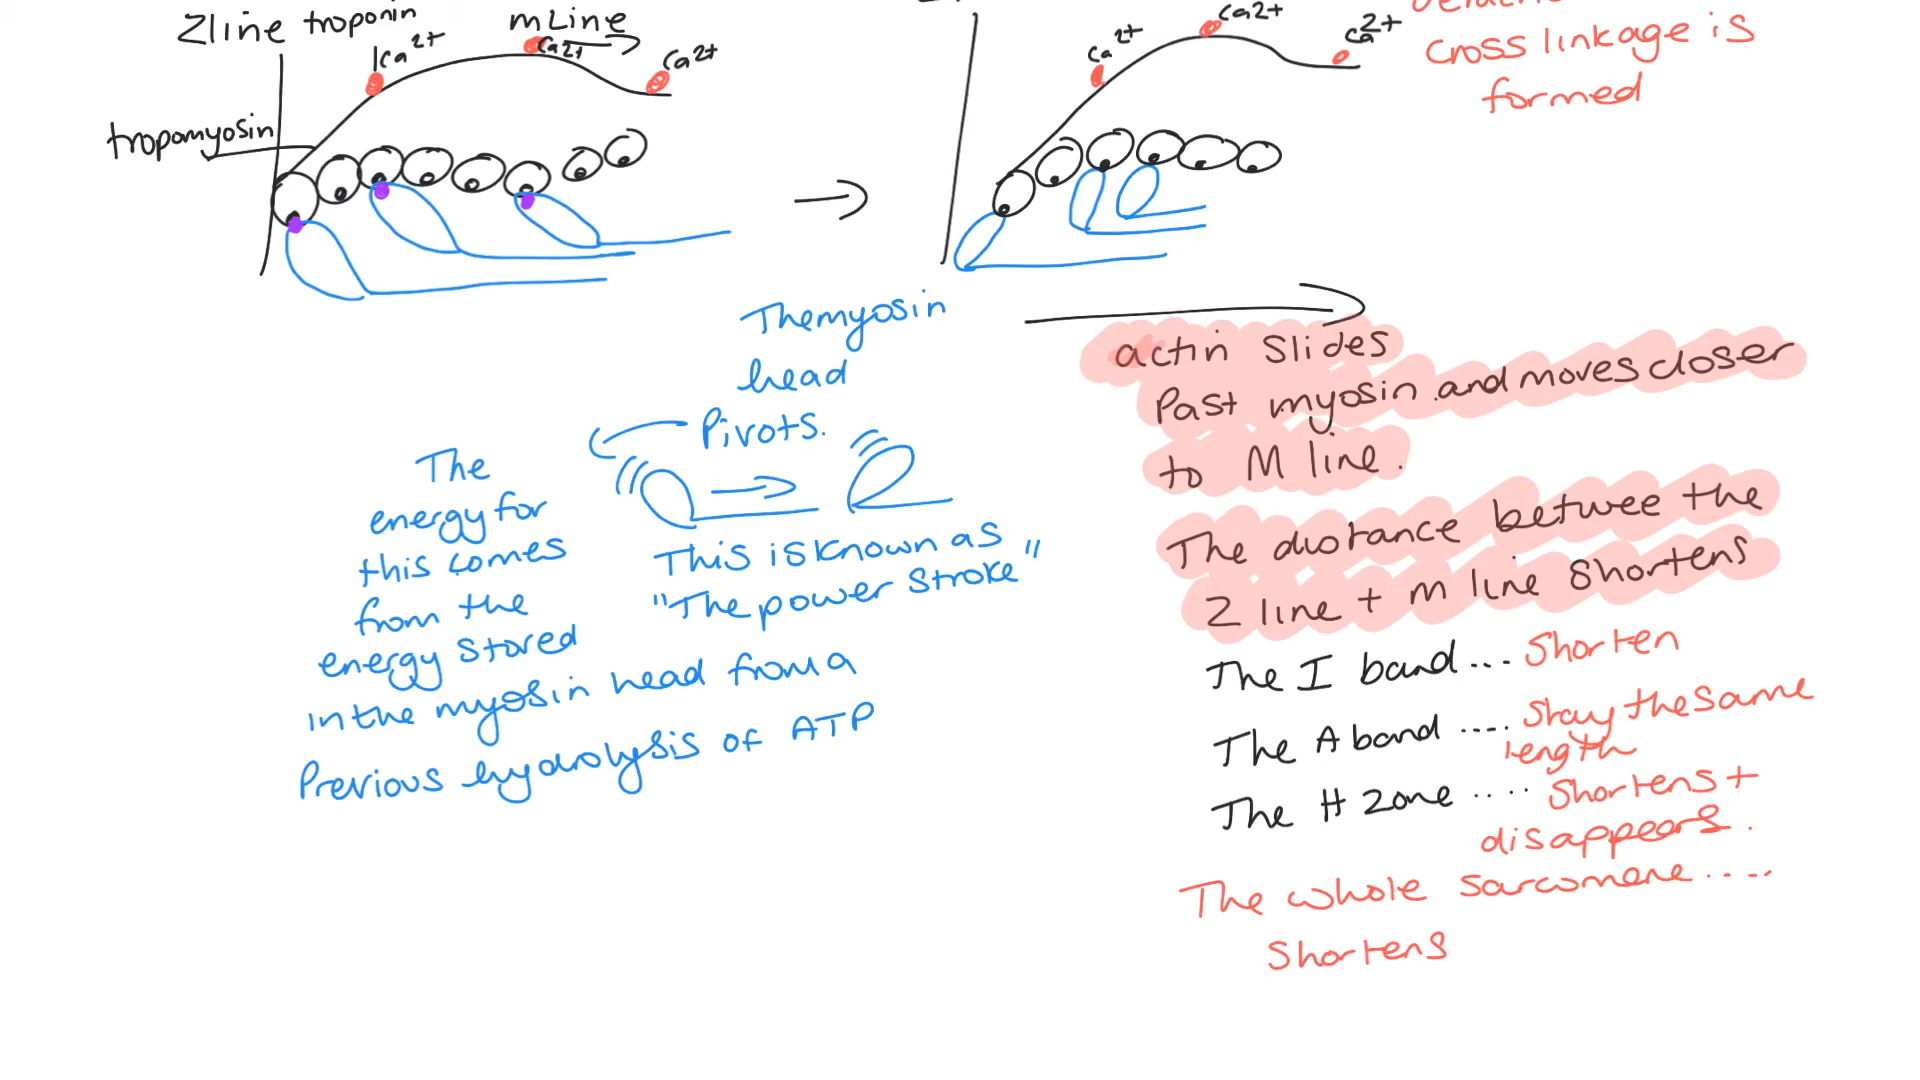 Zline troponin
mLine
Ca2+
Ca2+
Ca2+
tropomyosin
Ca2+
Ca2+
Ca2+
Cross linkage is
formed
The myosin
head
Pivots.
The
energy for
this comes
from the
energy stored
in the myosin head from a
Previous hydrolysis of ATP
This is known as
"The power Stroke"
actin slides
Past myosin and moves closer
to M line.
The distance betwee the
Z line + m line shortens
The I band ... Shorten
The A band .... Stay the same
length
The H zone .... Shortens +
disappears.
The whole sarcomere ....
Shortens